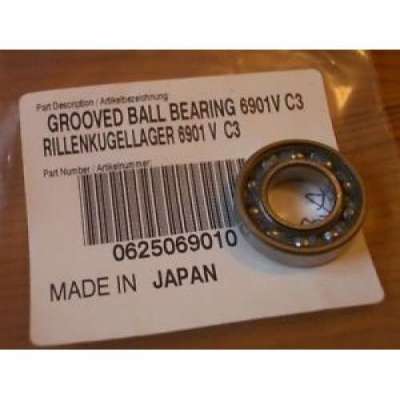 Part Description / Artikelbezeichnung:
GROOVED BALL BEARING 6901V C3
RILLENKUGELLAGER 6901 V C3
Part Number / Artikelnummer:
0625069010
MADE IN JAPAN